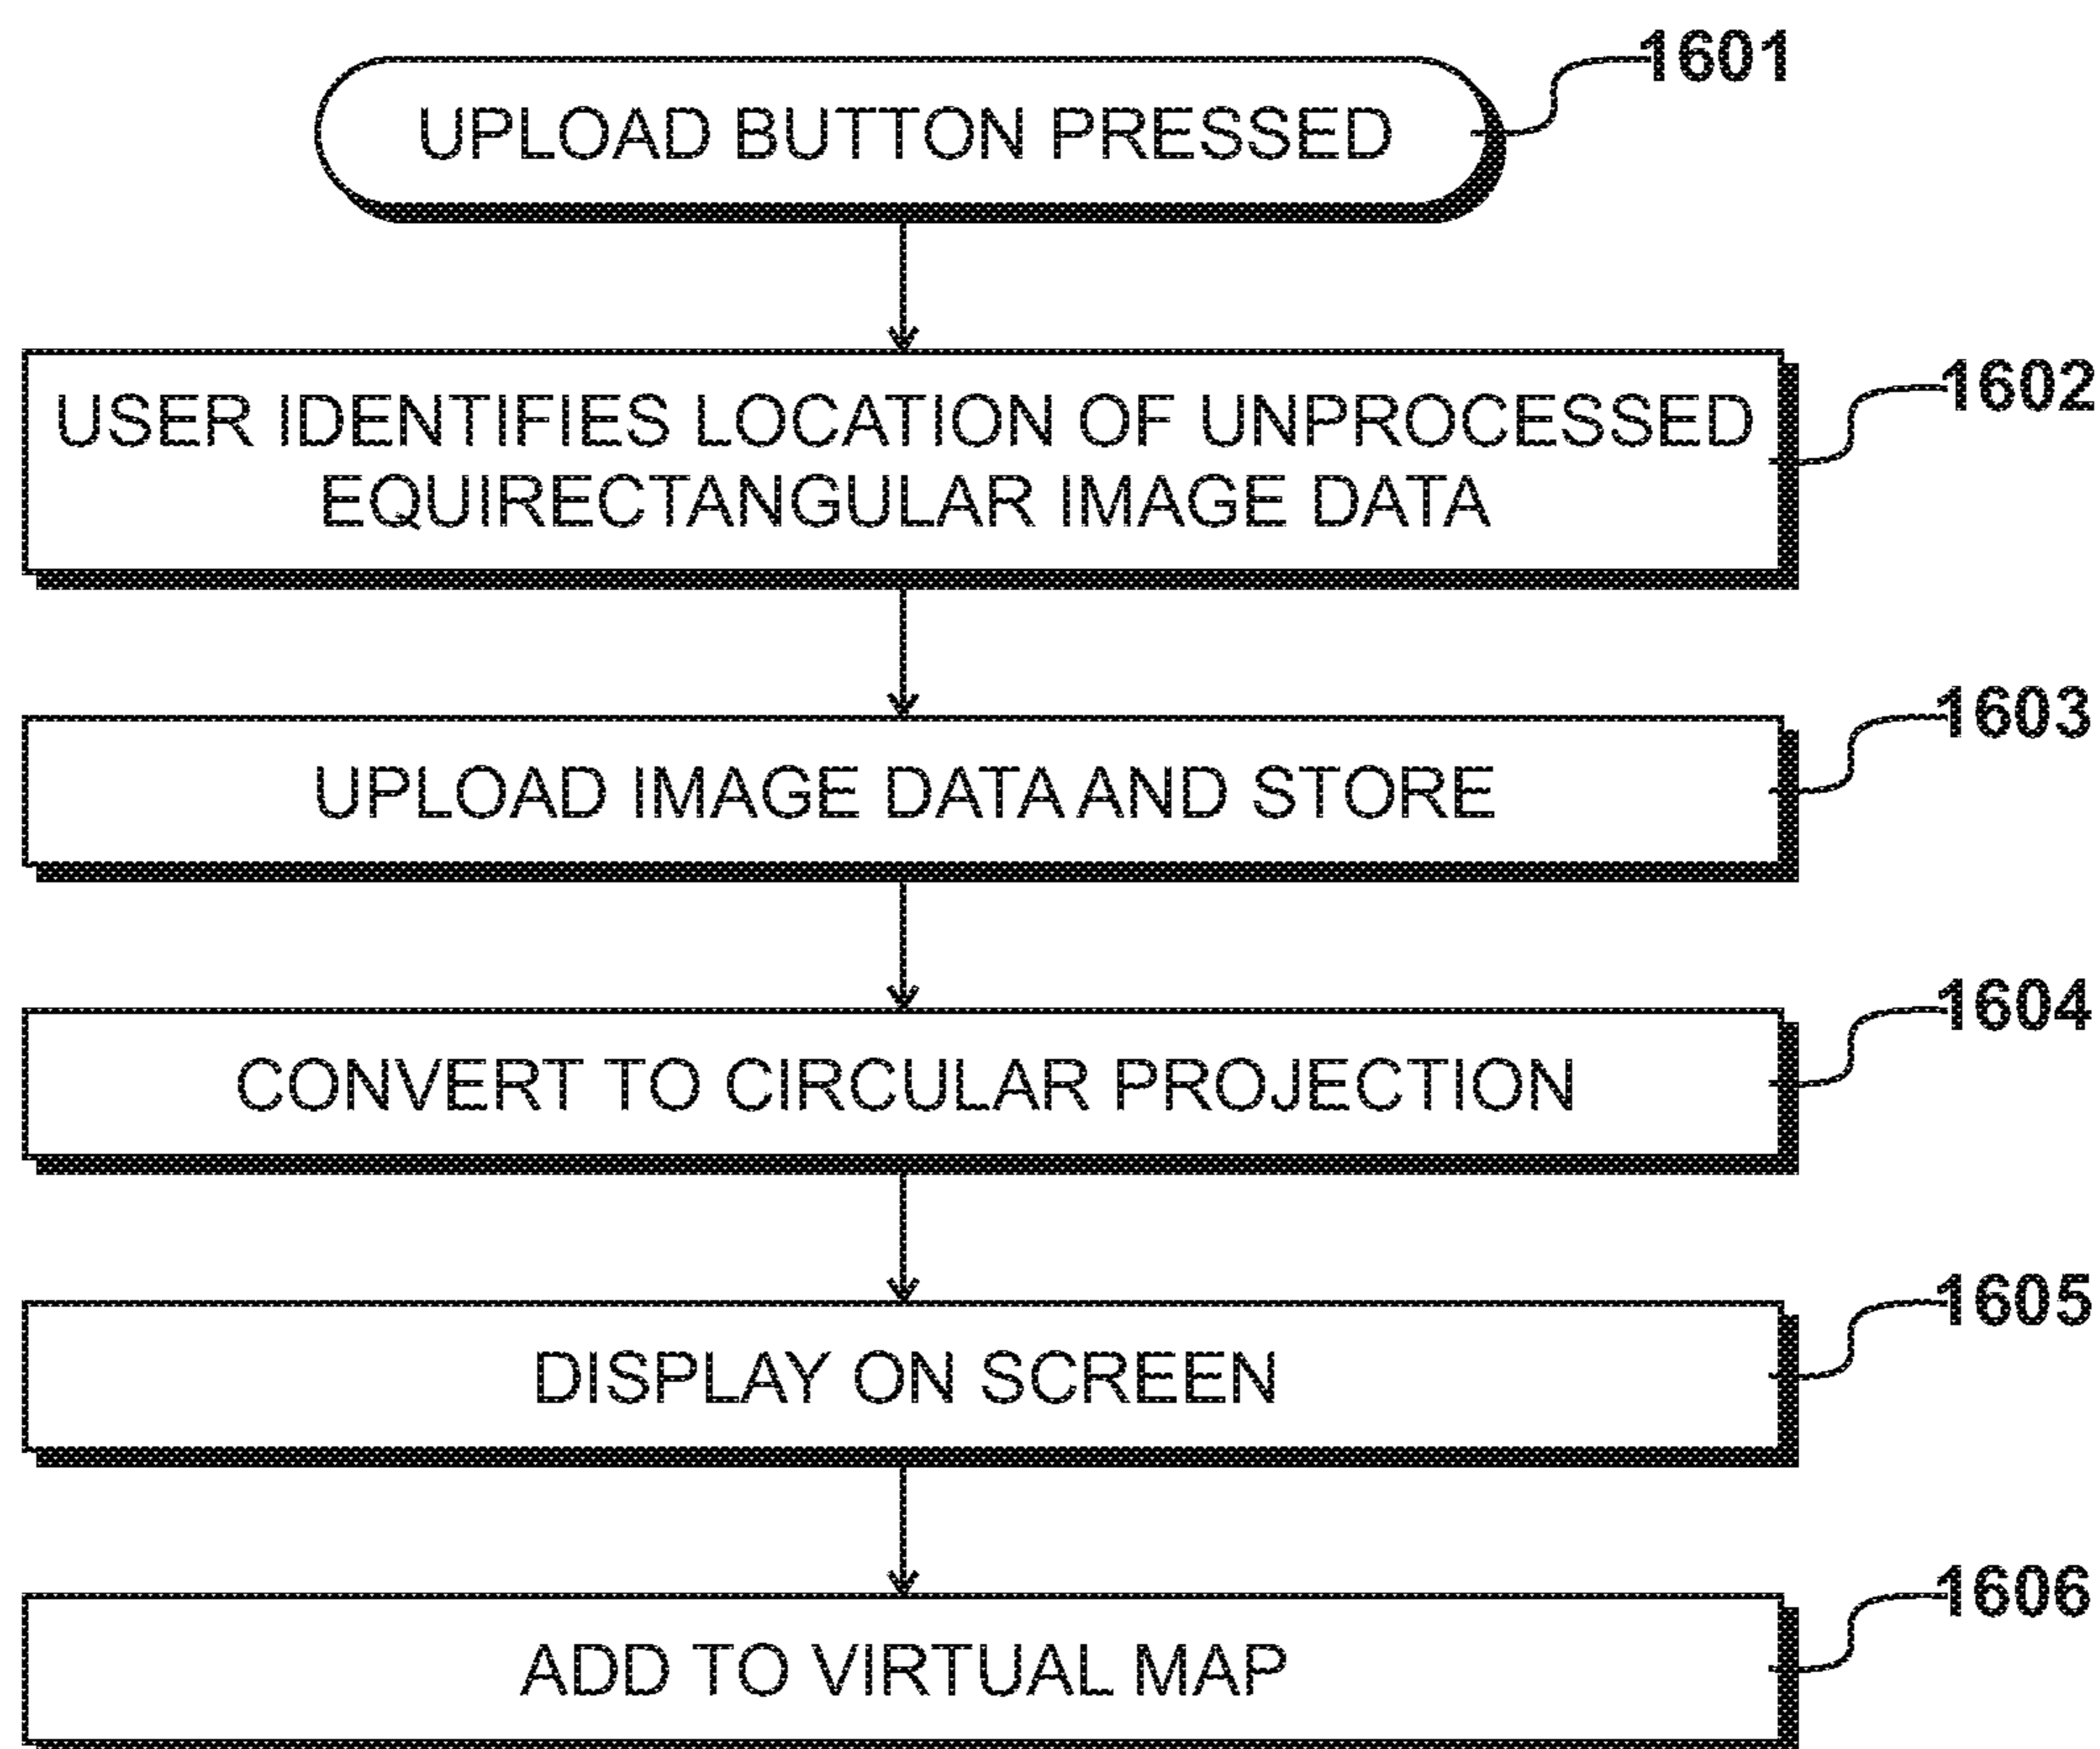 1601
UPLOAD BUTTON PRESSED
1602
USER IDENTIFIES LOCATION OF UNPROCESSED
EQUIRECTANGULAR IMAGE DATA
1603
UPLOAD IMAGE DATA AND STORE
1604
CONVERT TO CIRCULAR PROJECTION
1605
DISPLAY ON SCREEN
1606
ADD TO VIRTUAL MAP